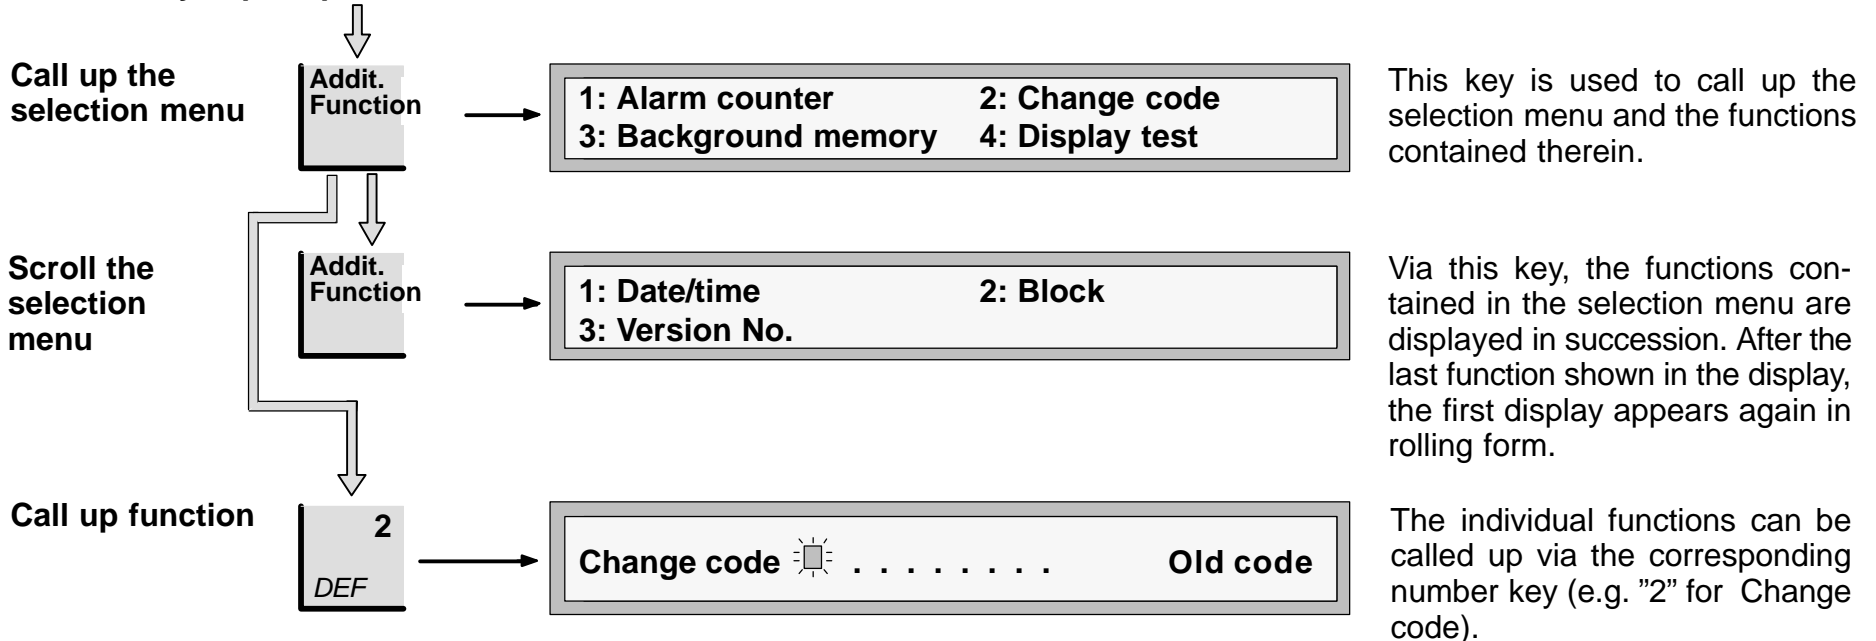 Call up the
selection menu
Addit.
Function
1: Alarm counter 2: Change code
3: Background memory 4: Display test
This key is used to call up the
selection menu and the functions
contained therein.
Scroll the
selection
menu
Addit.
Function
1: Date/time 2: Block
3: Version No.
Via this key, the functions con-
tained in the selection menu are
displayed in succession. After the
last function shown in the display,
the first display appears again in
rolling form.
Call up function
2
DEF
Change code . . . . . . . . Old code
The individual functions can be
called up via the corresponding
number key (e.g. ”2” for Change
code).